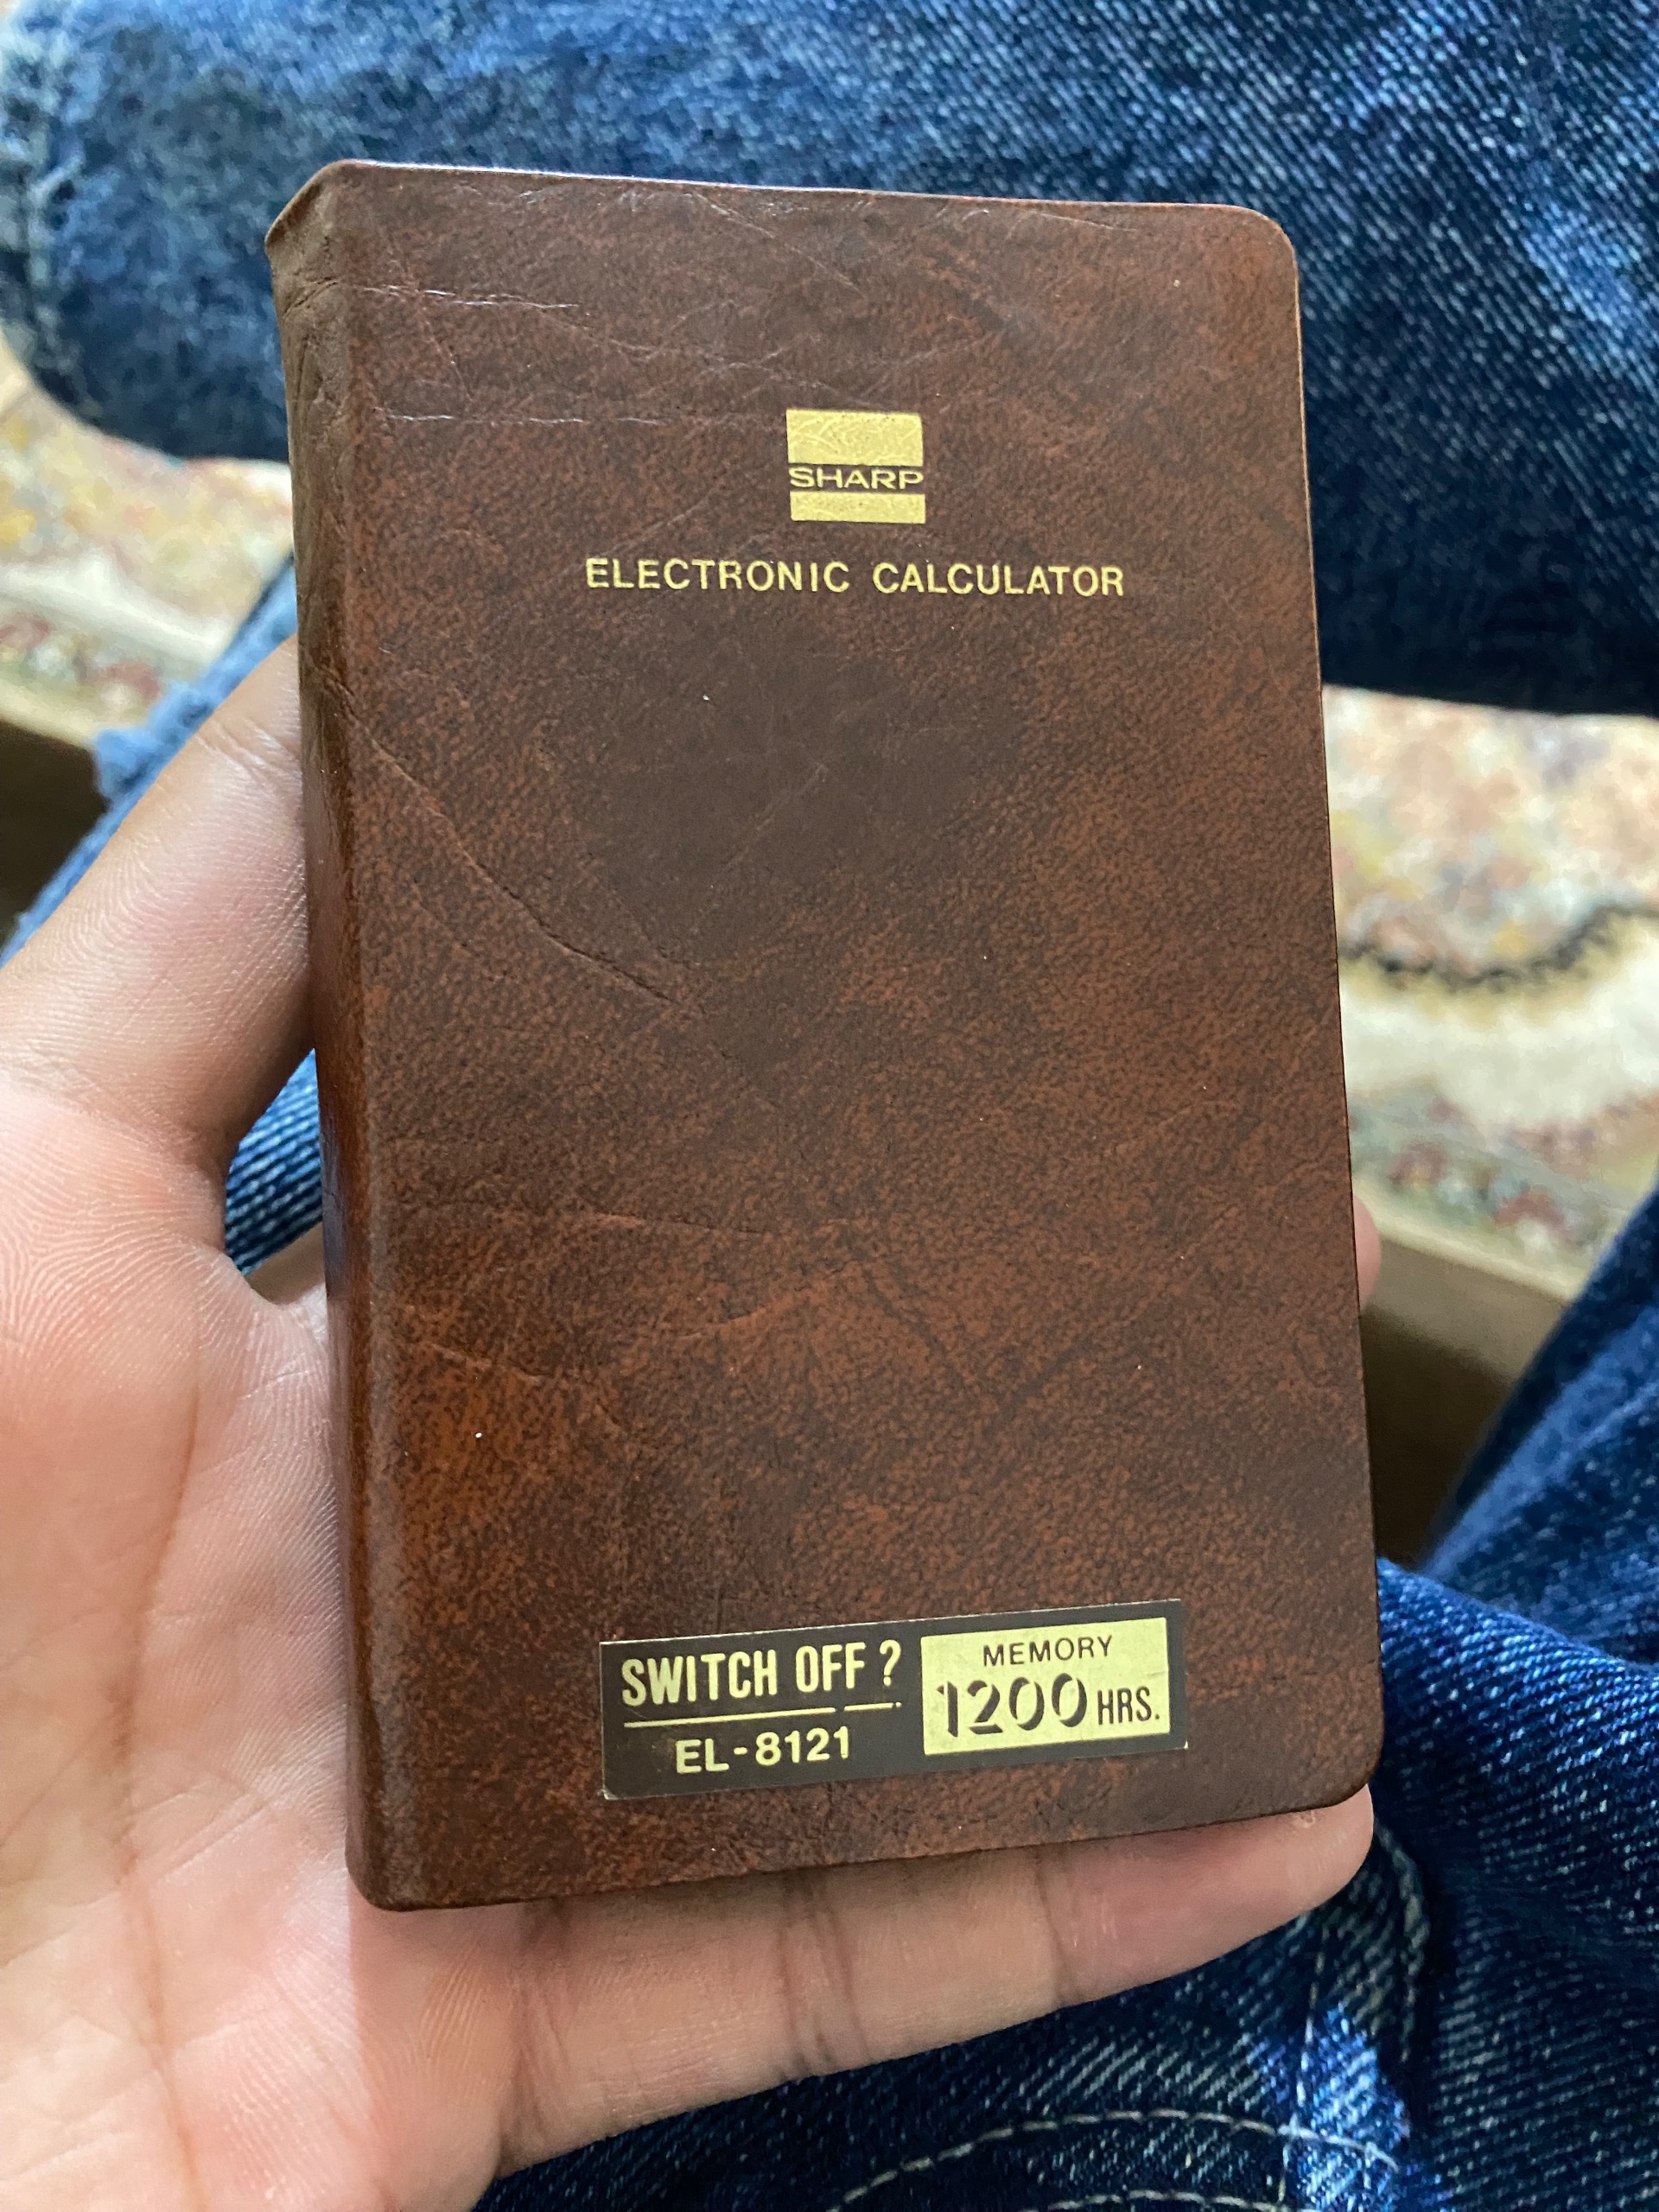 SHARP
ELECTRONIC CALCULATOR
SWITCH OFF?
EL-8121
MEMORY
1200 HRS.